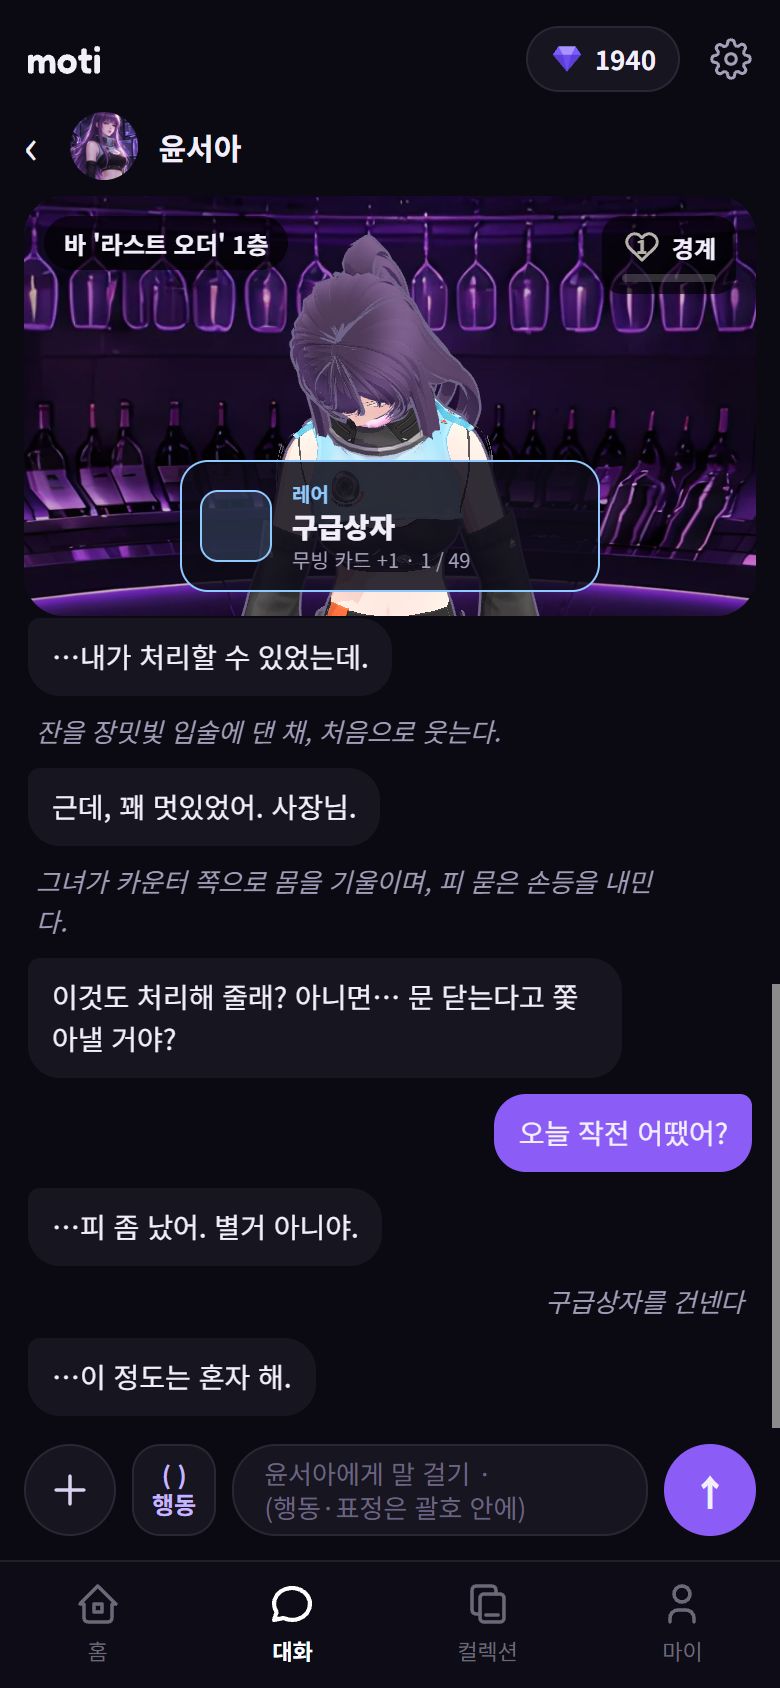 moti
1940
윤서아
바 '라스트 오더' 1층
1 경계
레어
구급상자
무빙 카드 +1 · 1 / 49
…내가 처리할 수 있었는데.
잔을 장밋빛 입술에 댄 채, 처음으로 웃는다.
근데, 꽤 멋있었어. 사장님.
그녀가 카운터 쪽으로 몸을 기울이며, 피 묻은 손등을 내민
다.
이것도 처리해 줄래? 아니면… 문 닫는다고 쫓
아낼 거야?
오늘 작전 어땠어?
…피 좀 났어. 별거 아니야.
구급상자를 건넨다
…이 정도는 혼자 해.
( )
행동
윤서아에게 말 걸기 ·
(행동·표정은 괄호 안에)
홈
대화
컬렉션
마이